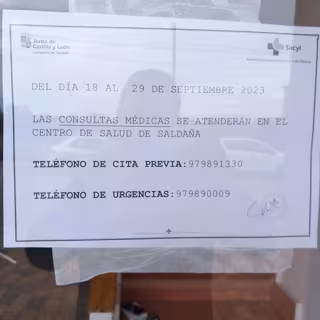 Junta de
Castilla y León
Sacyl
DEL DÍA 18 AL 29 DE SEPTIEMBRE 2023
LAS CONSULTAS MÉDICAS SE ATENDERÁN EN EL
CENTRO DE SALUD DE SALDAÑA
TELÉFONO DE CITA PREVIA:979891330
TELÉFONO DE URGENCIAS:979890009